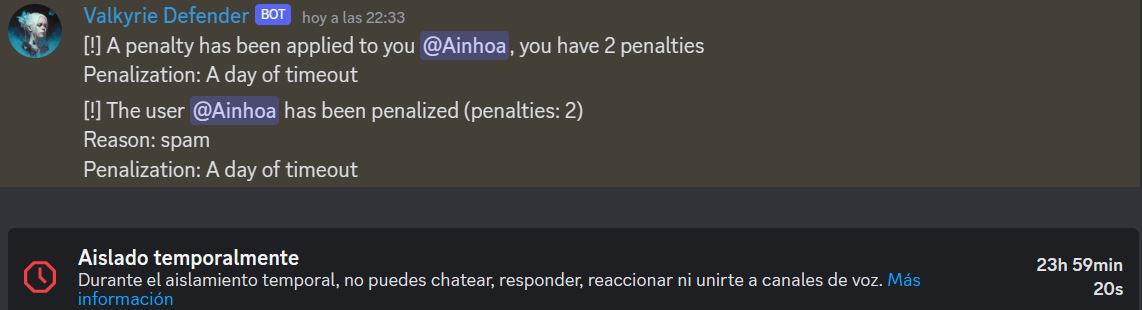 Valkyrie Defender BOT hoy a las 22:33
[!] A penalty has been applied to you @Ainhoa, you have 2 penalties
Penalization: A day of timeout
[!] The user @Ainhoa has been penalized (penalties: 2)
Reason: spam
Penalization: A day of timeout
Aislado temporalmente
Durante el aislamiento temporal, no puedes chatear, responder, reaccionar ni unirte a canales de voz. Más
información
23h 59min
20s